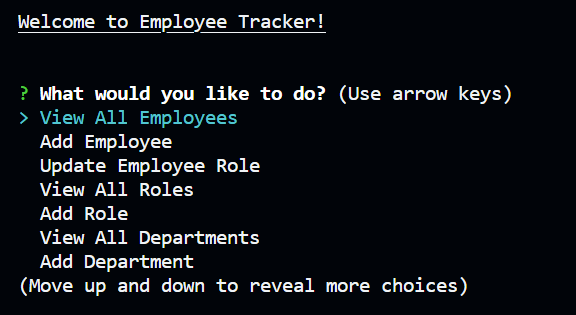 Welcome to Employee Tracker!
? What would you like to do? (Use arrow keys)
> View All Employees
Add Employee
Update Employee Role
View All Roles
Add Role
View All Departments
Add Department
(Move up and down to reveal more choices)